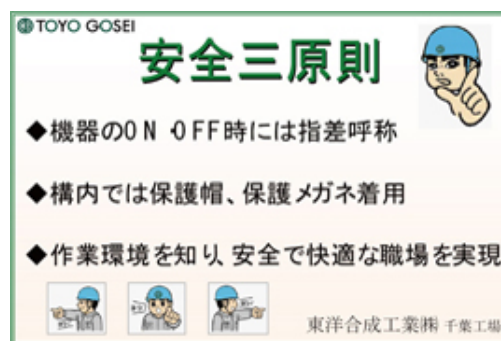 TOYO GOSEI
安全三原則
◆機器のON・OFF時には指差呼称
◆構内では保護帽、保護メガネ着用
◆作業環境を知り、安全で快適な職場を実現
東洋合成工業㈱ 千葉工場